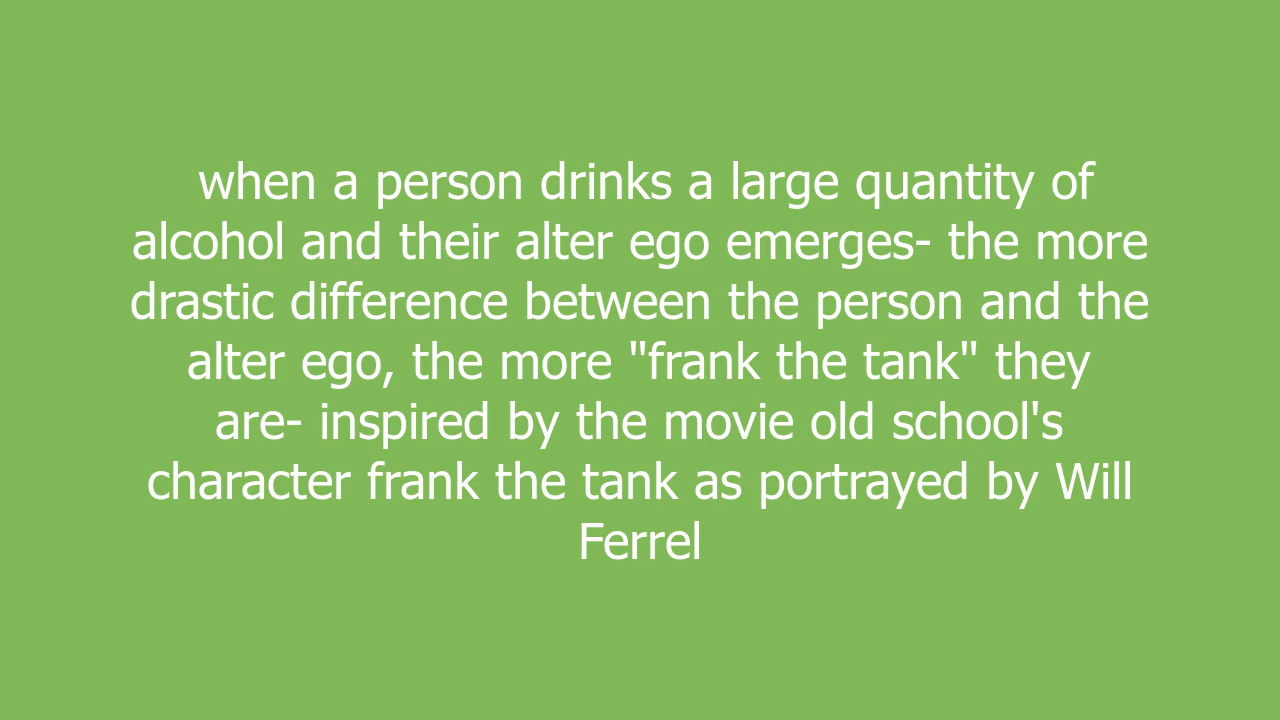 when a person drinks a large quantity of
alcohol and their alter ego emerges- the more
drastic difference between the person and the
alter ego, the more "frank the tank" they
are- inspired by the movie old school's
character frank the tank as portrayed by Will
Ferrel